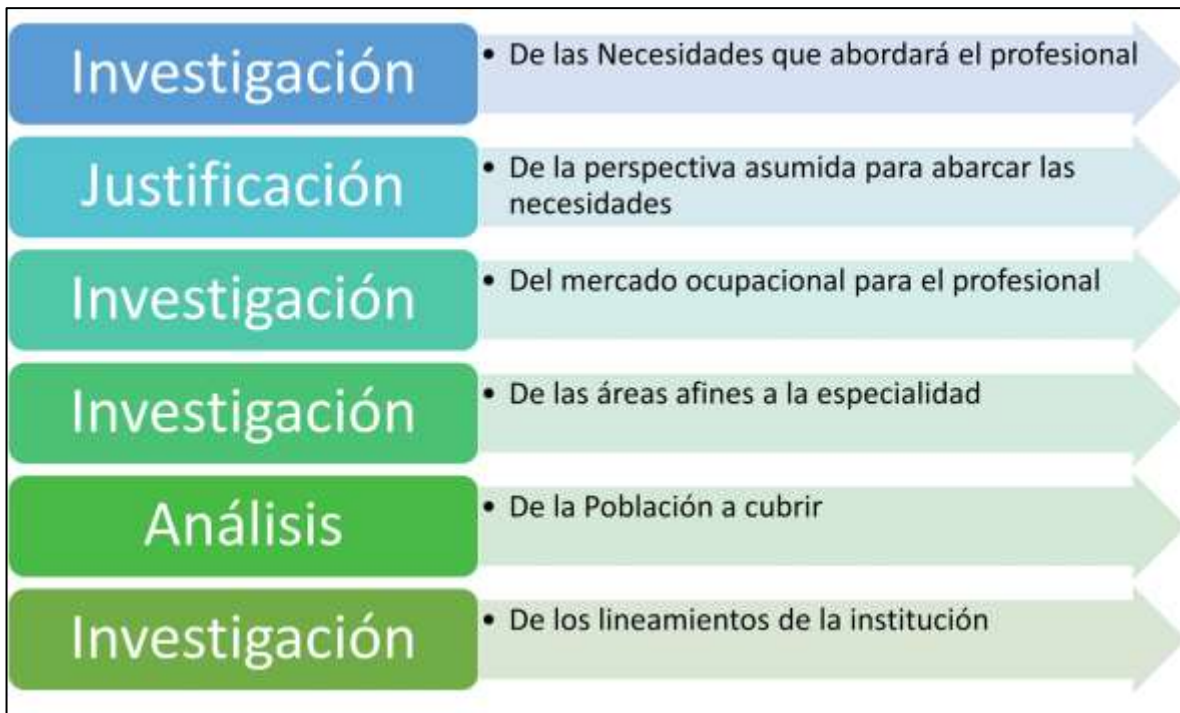 Investigación
• De las Necesidades que abordará el profesional
Justificación
• De la perspectiva asumida para abarcar las
necesidades
Investigación
• Del mercado ocupacional para el profesional
Investigación
• De las áreas afines a la especialidad
Análisis
• De la Población a cubrir
Investigación
• De los lineamientos de la institución